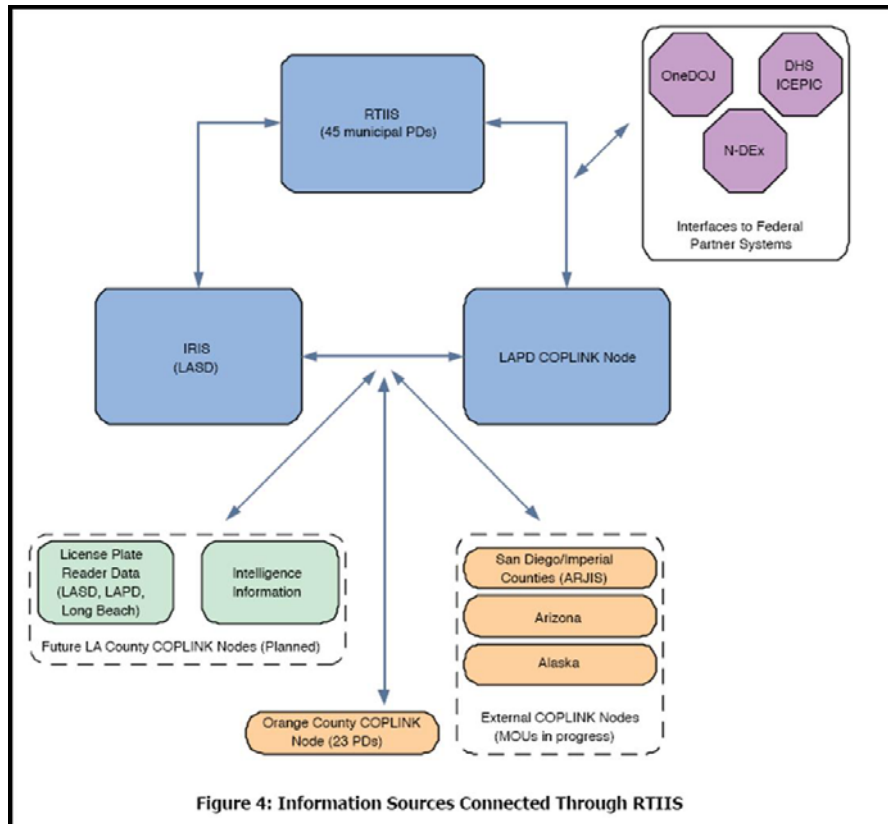 RTIIS
(45 municipal PDs)
OneDOJ
DHS
ICEPIC
N-DEx
Interfaces to Federal
Partner Systems
IRIS
(LASD)
LAPD COPLINK Node
License Plate
Reader Data
(LASD, LAPD,
Long Beach)
Intelligence
Information
Future LA County COPLINK Nodes (Planned)
San Diego/Imperial
Counties (ARJIS)
Arizona
Alaska
External COPLINK Nodes
(MOUs in progress)
Orange County COPLINK
Node (23 PDs)
Figure 4: Information Sources Connected Through RTIIS